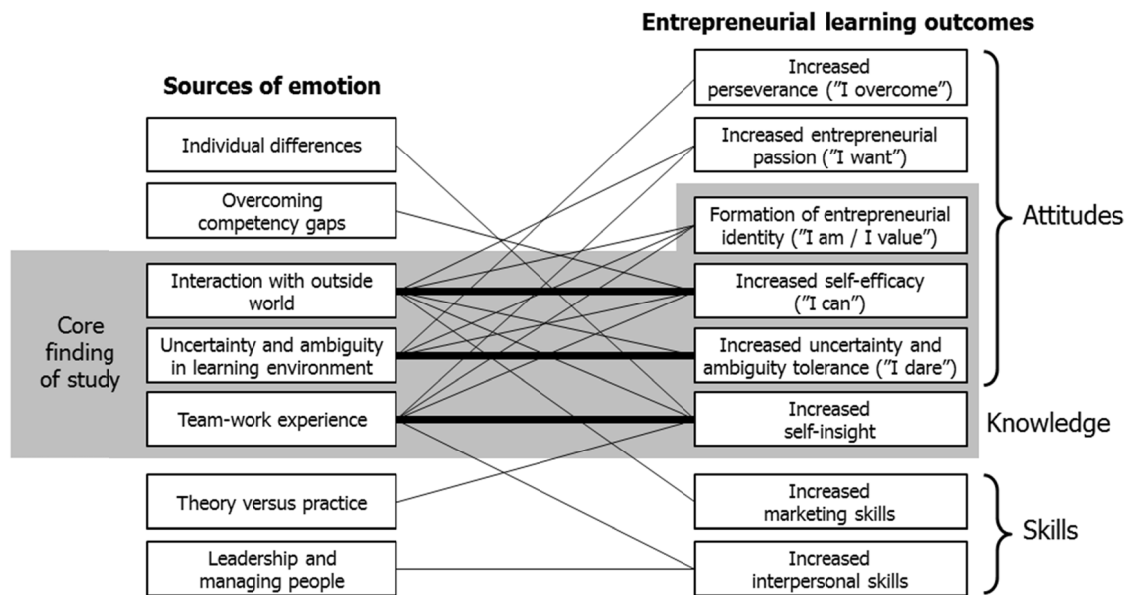 Entrepreneurial learning outcomes
Sources of emotion
Individual differences
Overcoming
competency gaps
Core
finding
of study
Interaction with outside
world
Uncertainty and ambiguity
in learning environment
Team-work experience
Theory versus practice
Leadership and
managing people
Increased
perseverance ("I overcome")
Increased entrepreneurial
passion ("I want")
Formation of entrepreneurial
identity ("I am / I value")
Increased self-efficacy
("I can")
Increased uncertainty and
ambiguity tolerance ("I dare")
Increased
self-insight
Increased
marketing skills
Increased
interpersonal skills
Attitudes
Knowledge
Skills